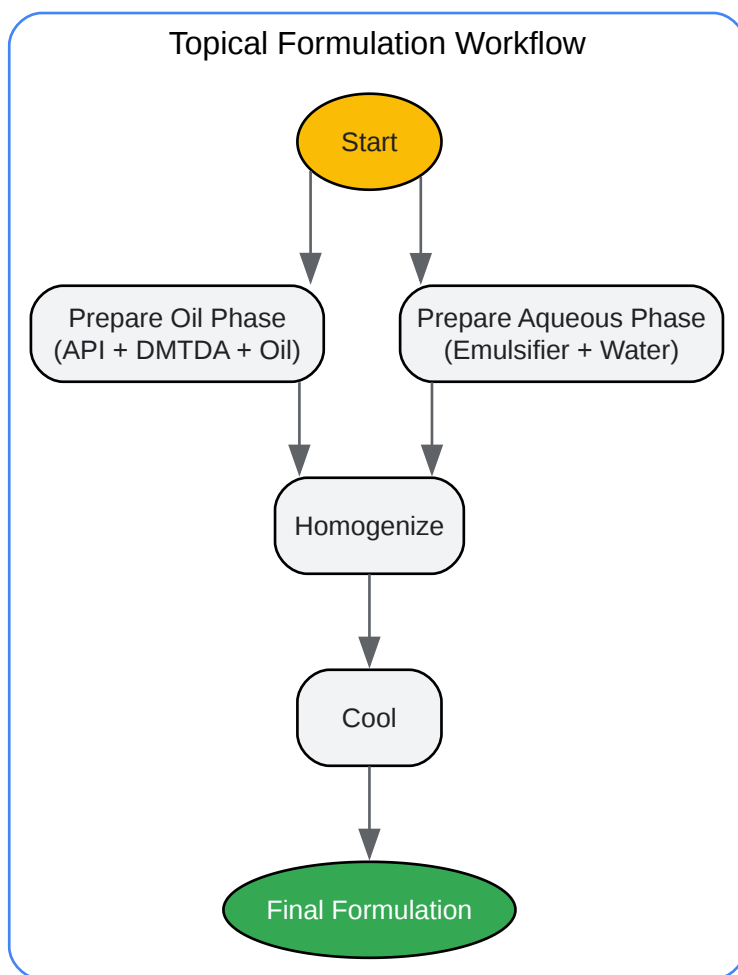 Topical Formulation Workflow
Start
Prepare Oil Phase
(API + DMTDA + Oil)
Prepare Aqueous Phase
(Emulsifier + Water)
Homogenize
Cool
Final Formulation